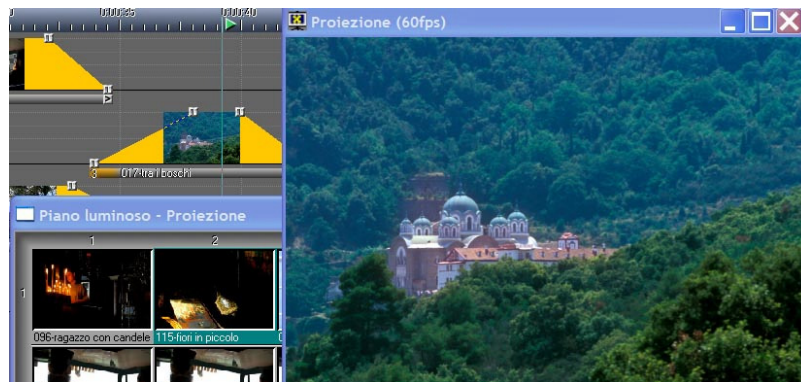 0:00:35
0:00:40
Proiezione (60fps)
3 017-tra i boschi
Piano luminoso - Proiezione
1
2
1
096-ragazzo con candele
115-fiori in piccolo